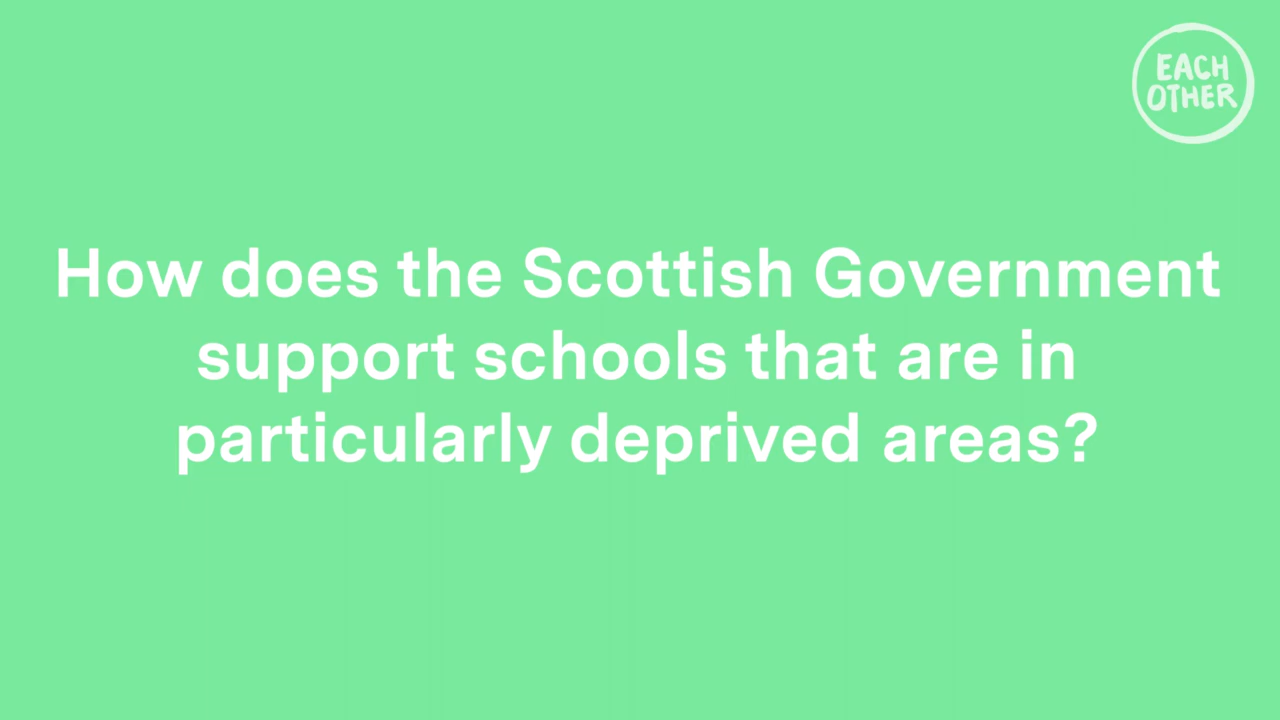 EACH
OTHER
How does the Scottish Government
support schools that are in
particularly deprived areas?